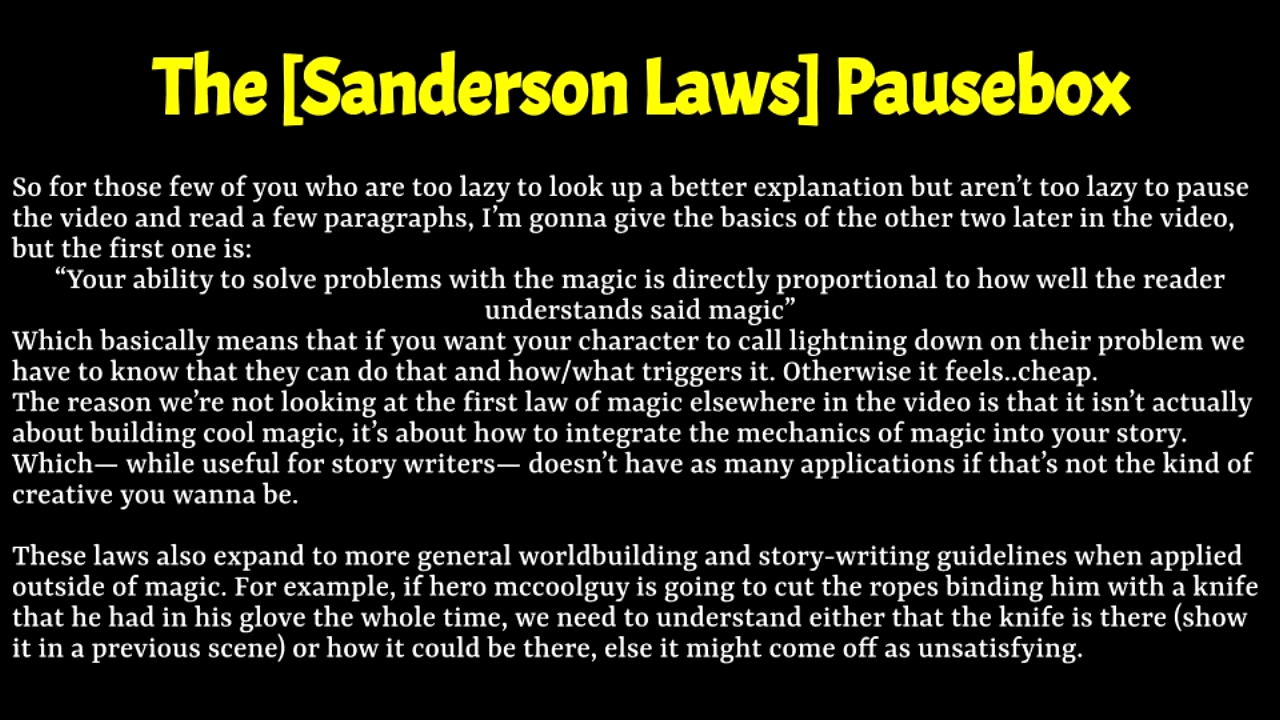 The [Sanderson Laws] Pausebox
So for those few of you who are too lazy to look up a better explanation but aren’t too lazy to pause
the video and read a few paragraphs, I’m gonna give the basics of the other two later in the video,
but the first one is:
“Your ability to solve problems with the magic is directly proportional to how well the reader
understands said magic”
Which basically means that if you want your character to call lightning down on their problem we
have to know that they can do that and how/what triggers it. Otherwise it feels..cheap.
The reason we’re not looking at the first law of magic elsewhere in the video is that it isn’t actually
about building cool magic, it’s about how to integrate the mechanics of magic into your story.
Which— while useful for story writers— doesn’t have as many applications if that’s not the kind of
creative you wanna be.
These laws also expand to more general worldbuilding and story-writing guidelines when applied
outside of magic. For example, if hero mccoolguy is going to cut the ropes binding him with a knife
that he had in his glove the whole time, we need to understand either that the knife is there (show
it in a previous scene) or how it could be there, else it might come off as unsatisfying.